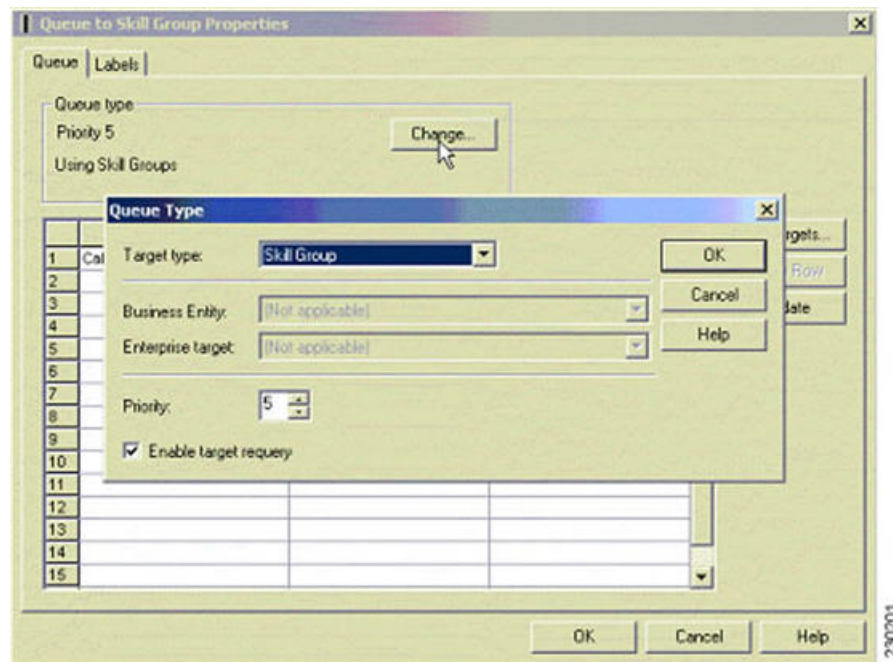 Queue to Skill Group Properties
Queue
Labels
Queue type
Priority 5
Change...
Using Skill Groups
Queue Type
Target type:
Skill Group
OK
Business Entity:
(Not applicable)
Cancel
Enterprise target:
(Not applicable)
Help
Priority:
5
Enable target requery
1
2
3
4
5
6
7
8
9
10
11
12
13
14
15
Row
OK
Cancel
Help
230201